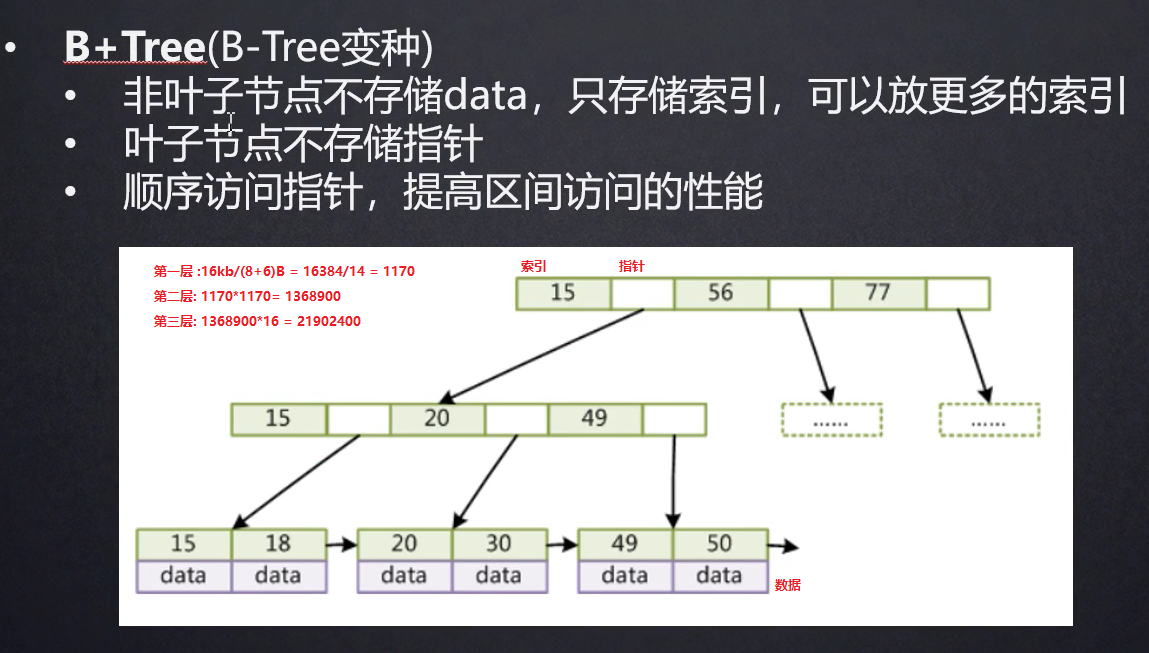 • B+Tree(B-Tree变种)
• 非叶子节点不存储data，只存储索引，可以放更多的索引
• 叶子节点不存储指针
• 顺序访问指针，提高区间访问的性能
第一层 :16kb/(8+6)B = 16384/14 = 1170
第二层: 1170*1170= 1368900
第三层: 1368900*16 = 21902400
索引 指针
15 56 77
15 20 49
...... ......
15 18 20 30 49 50
data data data data data data
数据